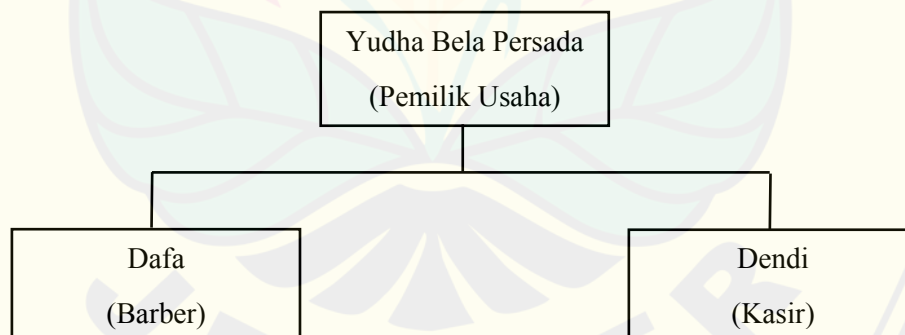 Yudha Bela Persada
(Pemilik Usaha)
Dafa
(Barber)
Dendi
(Kasir)